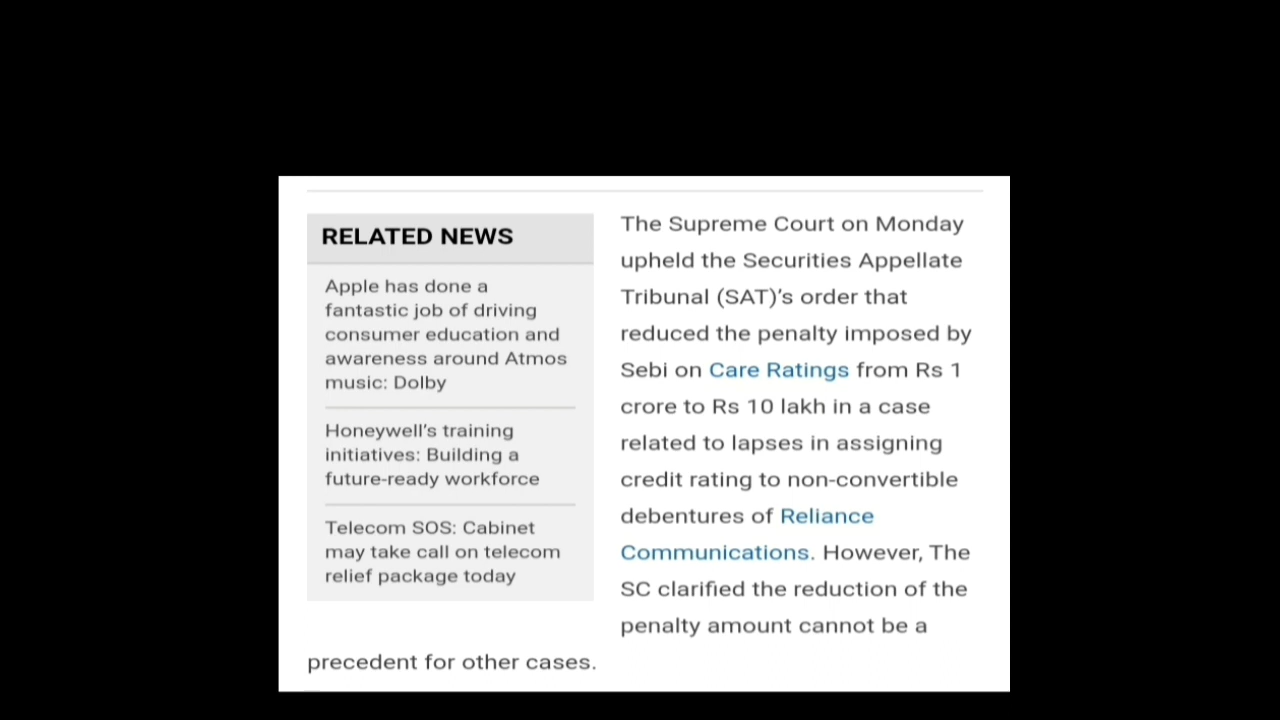 RELATED NEWS
Apple has done a
fantastic job of driving
consumer education and
awareness around Atmos
music: Dolby
Honeywell's training
initiatives: Building a
future-ready workforce
Telecom SOS: Cabinet
may take call on telecom
relief package today
The Supreme Court on Monday
upheld the Securities Appellate
Tribunal (SAT)'s order that
reduced the penalty imposed by
Sebi on Care Ratings from Rs 1
crore to Rs 10 lakh in a case
related to lapses in assigning
credit rating to non-convertible
debentures of Reliance
Communications. However, The
SC clarified the reduction of the
penalty amount cannot be a
precedent for other cases.